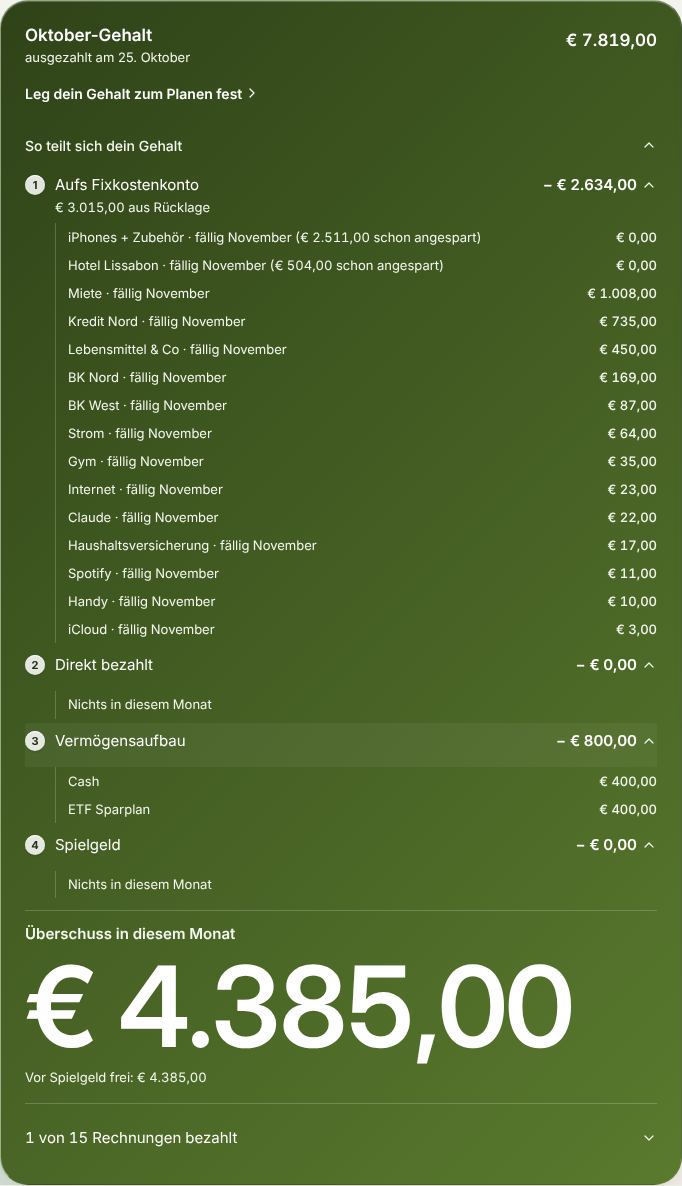 Oktober-Gehalt
€ 7.819,00
ausgezahlt am 25. Oktober
Leg dein Gehalt zum Planen fest
So teilt sich dein Gehalt
1 Aufs Fixkostenkonto – € 2.634,00
€ 3.015,00 aus Rücklage
iPhones + Zubehör · fällig November (€ 2.511,00 schon angespart) € 0,00
Hotel Lissabon · fällig November (€ 504,00 schon angespart) € 0,00
Miete · fällig November € 1.008,00
Kredit Nord · fällig November € 735,00
Lebensmittel & Co · fällig November € 450,00
BK Nord · fällig November € 169,00
BK West · fällig November € 87,00
Strom · fällig November € 64,00
Gym · fällig November € 35,00
Internet · fällig November € 23,00
Claude · fällig November € 22,00
Haushaltsversicherung · fällig November € 17,00
Spotify · fällig November € 11,00
Handy · fällig November € 10,00
iCloud · fällig November € 3,00
2 Direkt bezahlt – € 0,00
Nichts in diesem Monat
3 Vermögensaufbau – € 800,00
Cash € 400,00
ETF Sparplan € 400,00
4 Spielgeld – € 0,00
Nichts in diesem Monat
Überschuss in diesem Monat
€ 4.385,00
Vor Spielgeld frei: € 4.385,00
1 von 15 Rechnungen bezahlt